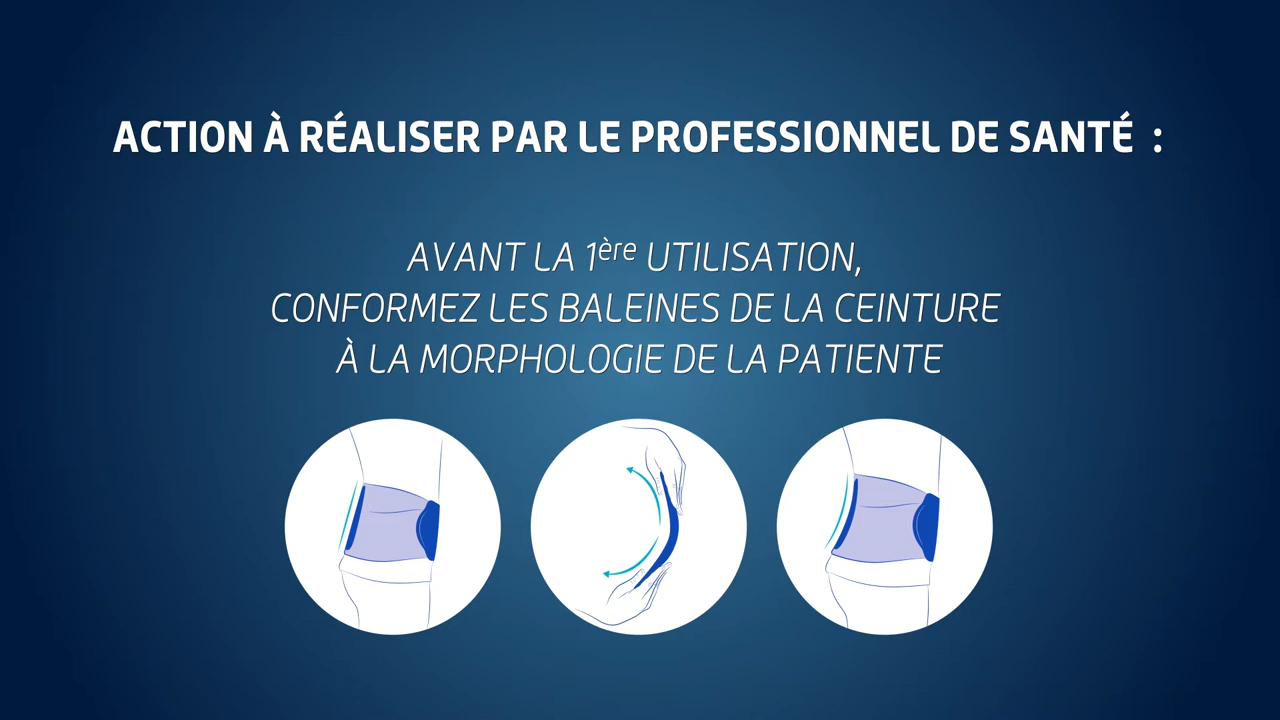 ACTION À RÉALISER PAR LE PROFESSIONNEL DE SANTÉ :
AVANT LA 1ère UTILISATION,
CONFORMEZ LES BALEINES DE LA CEINTURE
À LA MORPHOLOGIE DE LA PATIENTE